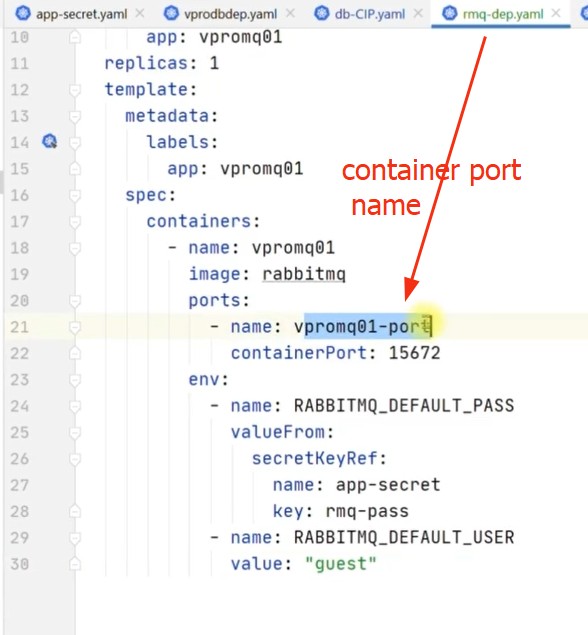 app-secret.yaml
vprodbdep.yaml
db-CIP.yaml
rmq-dep.yaml
10 app: vpromq01
11 replicas: 1
12 template:
13 metadata:
14 labels:
15 app: vpromq01
16 spec:
17 containers:
18 - name: vpromq01
19 image: rabbitmq
20 ports:
21 - name: vpromq01-port
22 containerPort: 15672
23 env:
24 - name: RABBITMQ_DEFAULT_PASS
25 valueFrom:
26 secretKeyRef:
27 name: app-secret
28 key: rmq-pass
29 - name: RABBITMQ_DEFAULT_USER
30 value: "guest"
container port
name